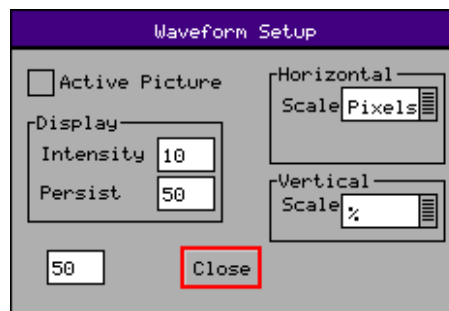 Waveform Setup
Active Picture
Display
Intensity 10
Persist 50
Horizontal
Scale Pixels
Vertical
Scale %
50 Close